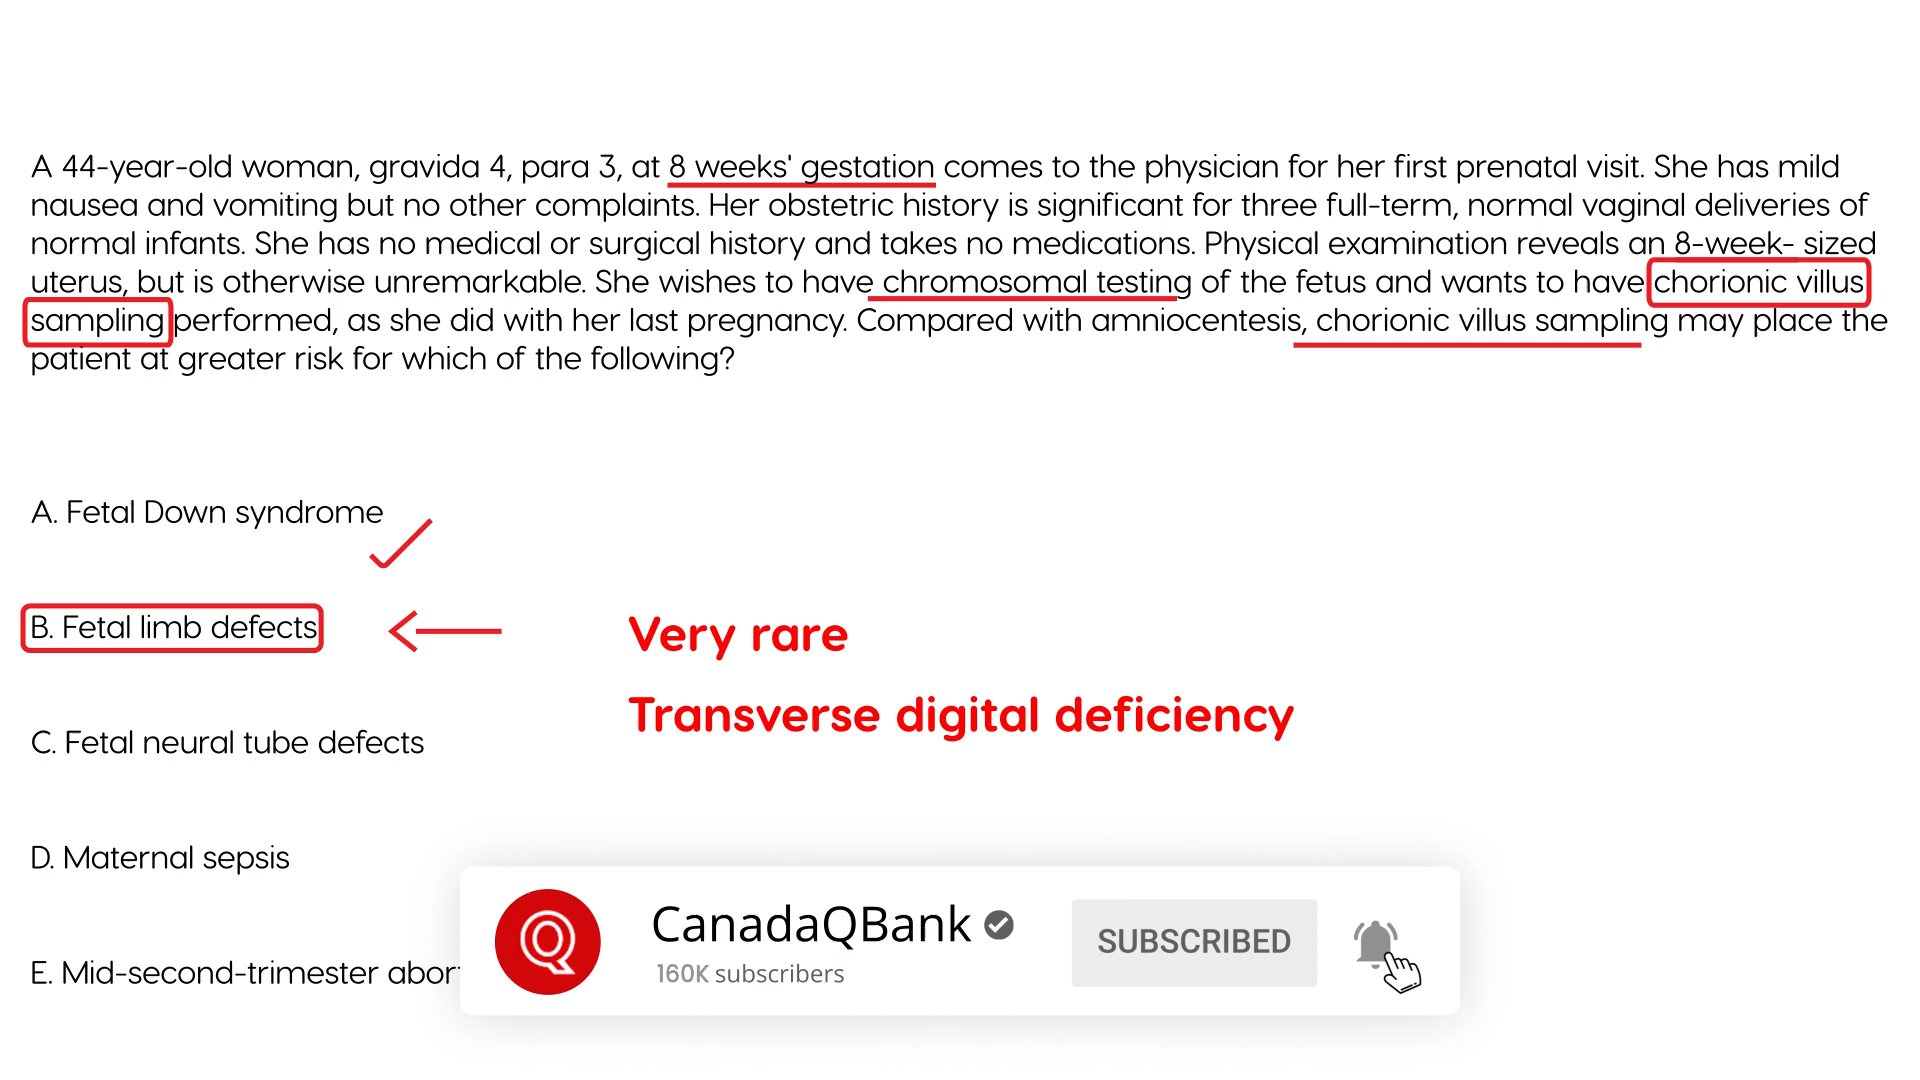 A 44-year-old woman, gravida 4, para 3, at 8 weeks' gestation comes to the physician for her first prenatal visit. She has mild
nausea and vomiting but no other complaints. Her obstetric history is significant for three full-term, normal vaginal deliveries of
normal infants. She has no medical or surgical history and takes no medications. Physical examination reveals an 8-week- sized
uterus, but is otherwise unremarkable. She wishes to have chromosomal testing of the fetus and wants to have chorionic villus
sampling performed, as she did with her last pregnancy. Compared with amniocentesis, chorionic villus sampling may place the
patient at greater risk for which of the following?
A. Fetal Down syndrome
B. Fetal limb defects
Very rare
Transverse digital deficiency
C. Fetal neural tube defects
D. Maternal sepsis
E. Mid-second-trimester
CanadaQBank
160K subscribers
SUBSCRIBED